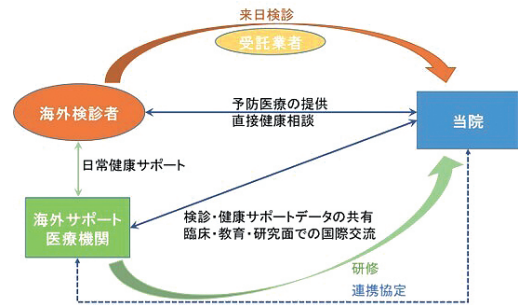 来日検診
受託業者
海外検診者
予防医療の提供
直接健康相談
当院
日常健康サポート
海外サポート
医療機関
検診・健康サポートデータの共有
臨床・教育・研究面での国際交流
研修
連携協定